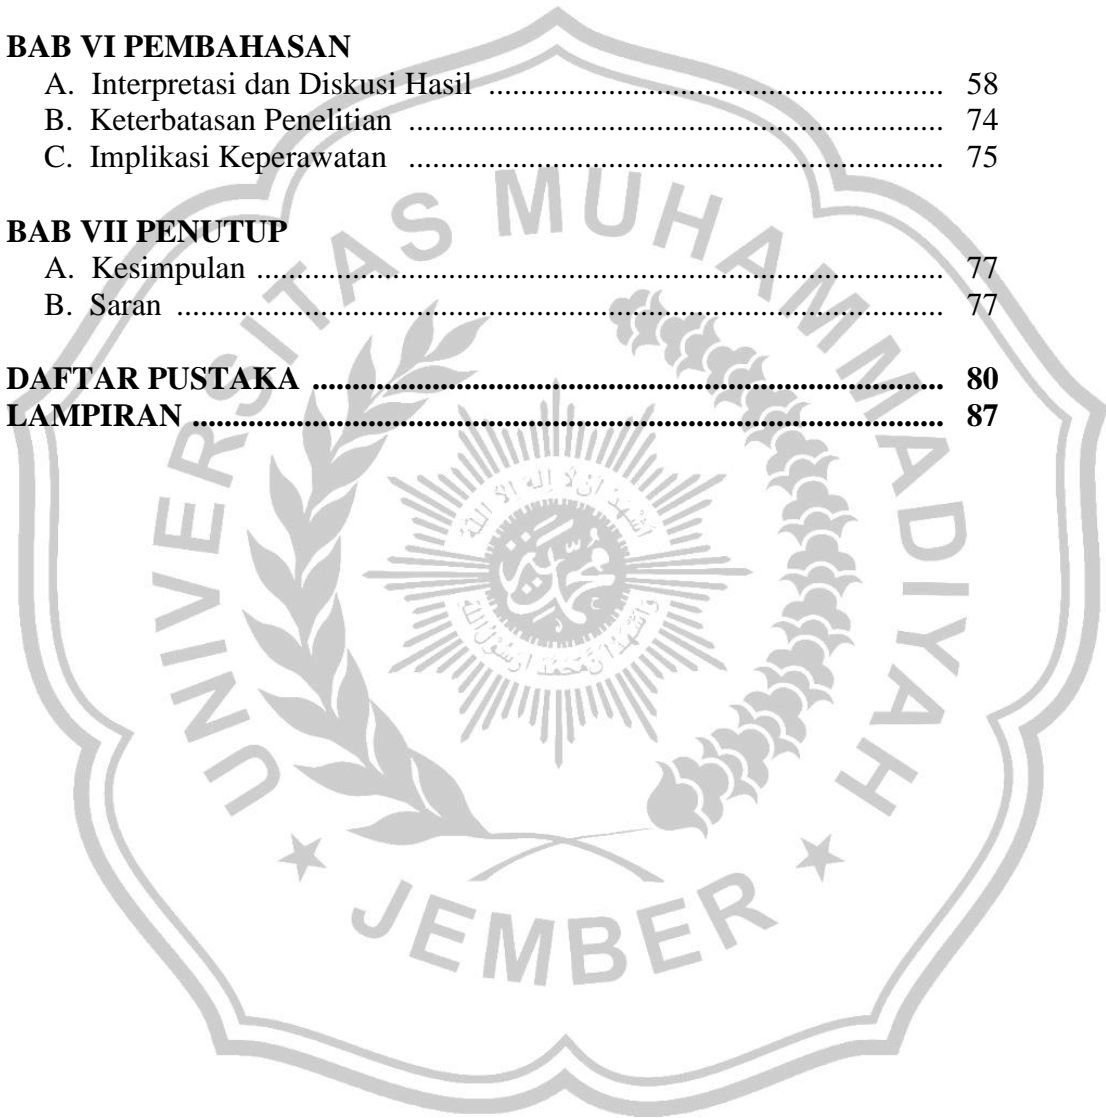 BAB VI PEMBAHASAN
A. Interpretasi dan Diskusi Hasil ........................................................ 58
B. Keterbatasan Penelitian .................................................................. 74
C. Implikasi Keperawatan .................................................................. 75
BAB VII PENUTUP
A. Kesimpulan ..................................................................................... 77
B. Saran ............................................................................................... 77
DAFTAR PUSTAKA .............................................................................. 80
LAMPIRAN ............................................................................................. 87
UNIVERSITAS MUHAMMADIYAH
JEMBER
محمد